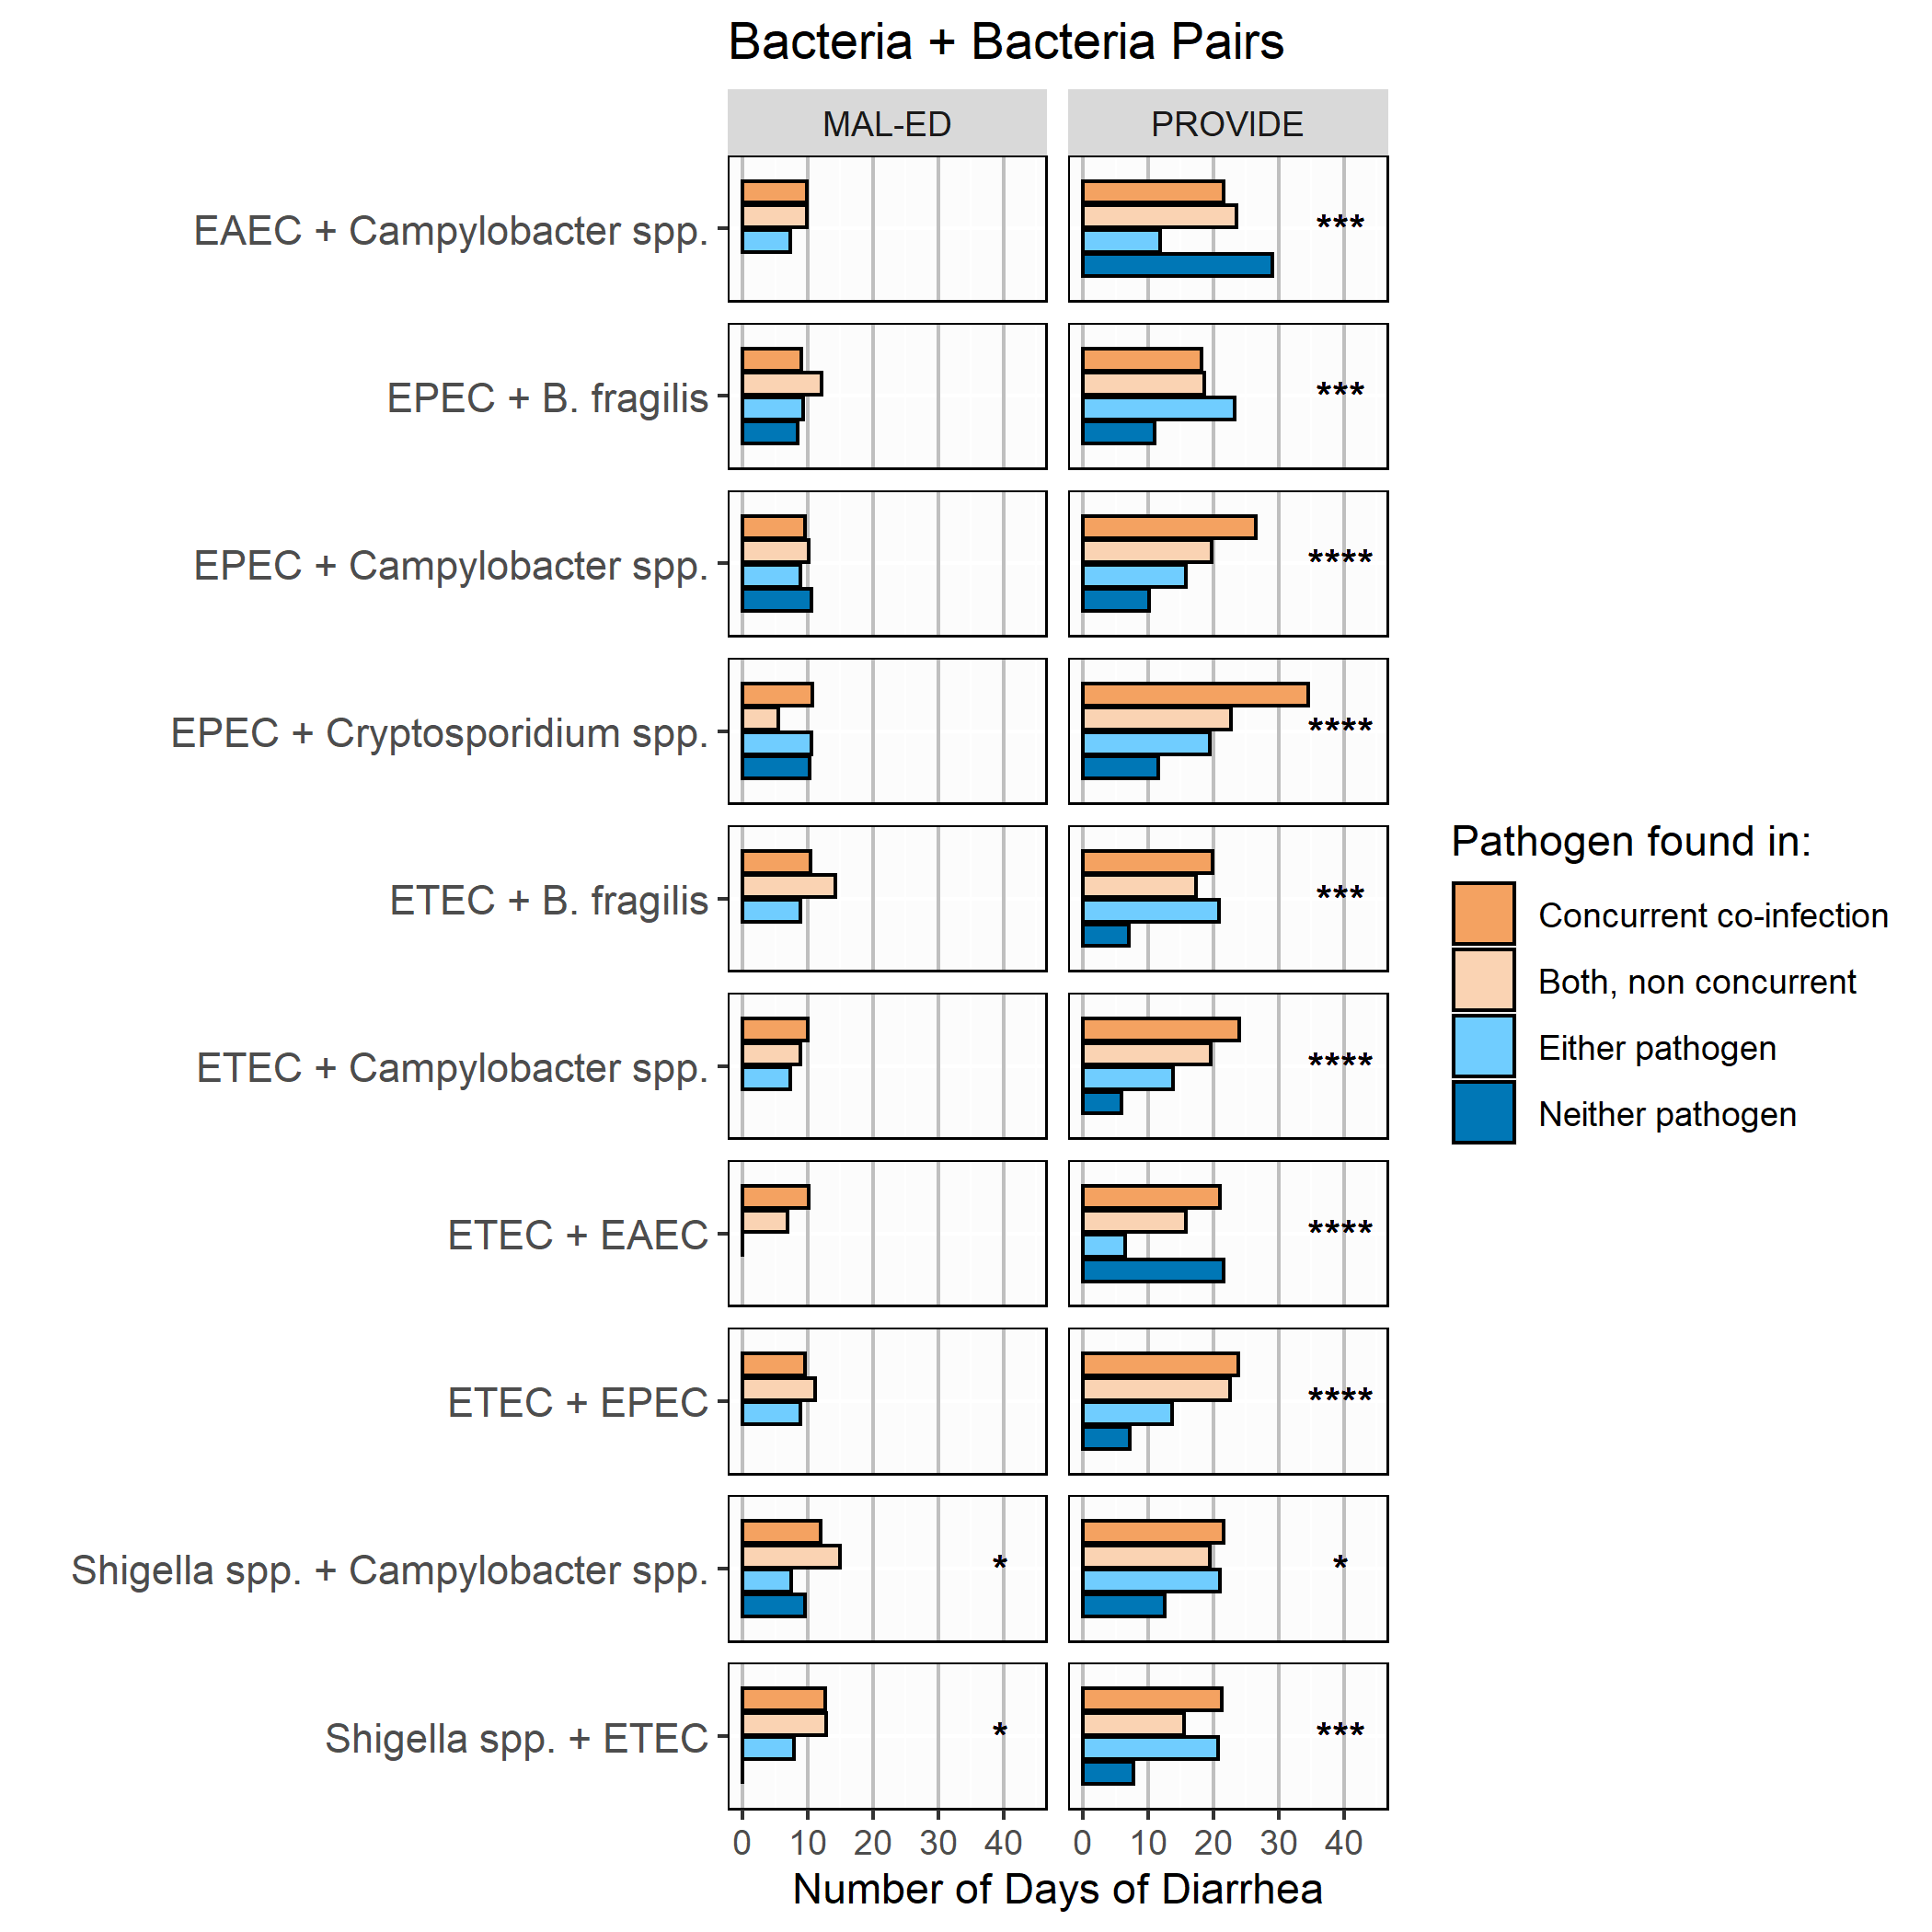 Bacteria + Bacteria Pairs
MAL-ED PROVIDE
EAEC + Campylobacter spp. ***
EPEC + B. fragilis ***
EPEC + Campylobacter spp. ****
EPEC + Cryptosporidium spp. ****
ETEC + B. fragilis ***
ETEC + Campylobacter spp. ****
ETEC + EAEC ****
ETEC + EPEC ****
Shigella spp. + Campylobacter spp. * *
Shigella spp. + ETEC * ***
0 10 20 30 40 0 10 20 30 40
Number of Days of Diarrhea
Pathogen found in:
Concurrent co-infection
Both, non concurrent
Either pathogen
Neither pathogen